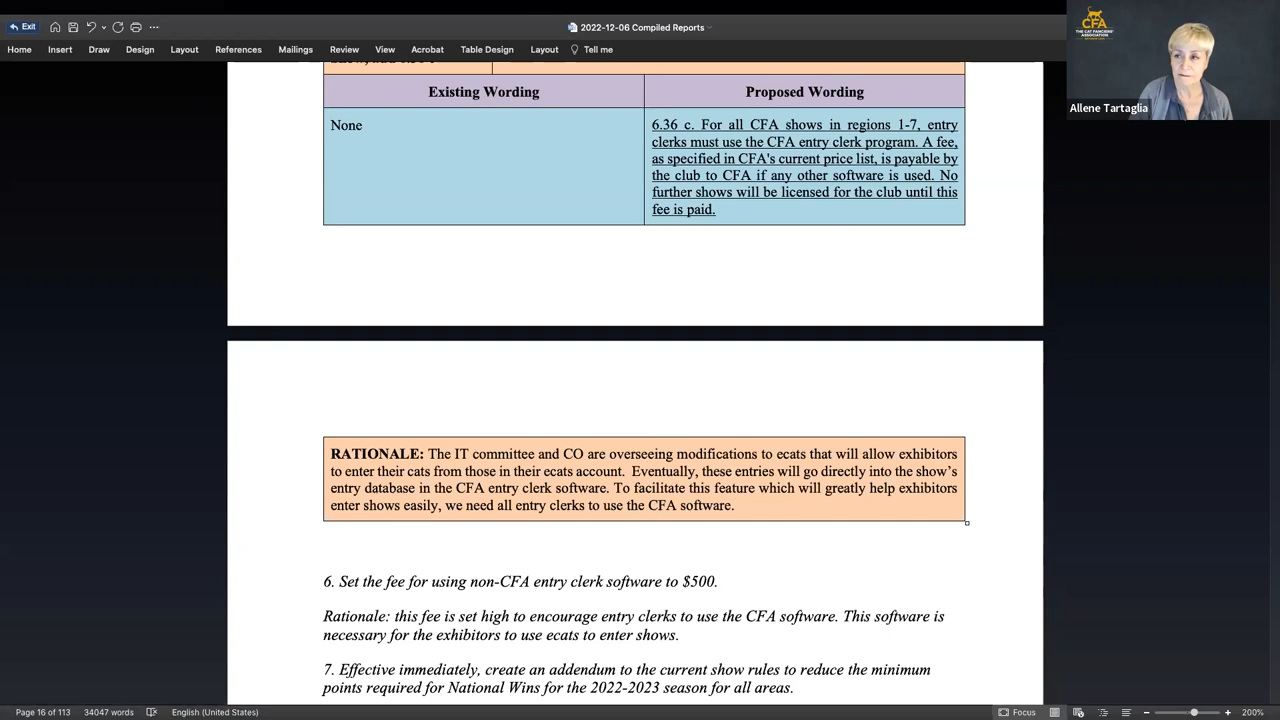 Exit
2022-12-06 Compiled Reports
Home Insert Draw Design Layout References Mailings Review View Acrobat Table Design Layout Tell me
CFA
THE CAT FANCIERS'
ASSOCIATION
Allene Tartaglia
Existing Wording
Proposed Wording
None
6.36 c. For all CFA shows in regions 1-7, entry
clerks must use the CFA entry clerk program. A fee,
as specified in CFA's current price list, is payable by
the club to CFA if any other software is used. No
further shows will be licensed for the club until this
fee is paid.
RATIONALE: The IT committee and CO are overseeing modifications to ecats that will allow exhibitors
to enter their cats from those in their ecats account. Eventually, these entries will go directly into the show's
entry database in the CFA entry clerk software. To facilitate this feature which will greatly help exhibitors
enter shows easily, we need all entry clerks to use the CFA software.
6. Set the fee for using non-CFA entry clerk software to $500.
Rationale: this fee is set high to encourage entry clerks to use the CFA software. This software is
necessary for the exhibitors to use ecats to enter shows.
7. Effective immediately, create an addendum to the current show rules to reduce the minimum
points required for National Wins for the 2022-2023 season for all areas.
Page 16 of 113 34047 words English (United States) Focus 200%